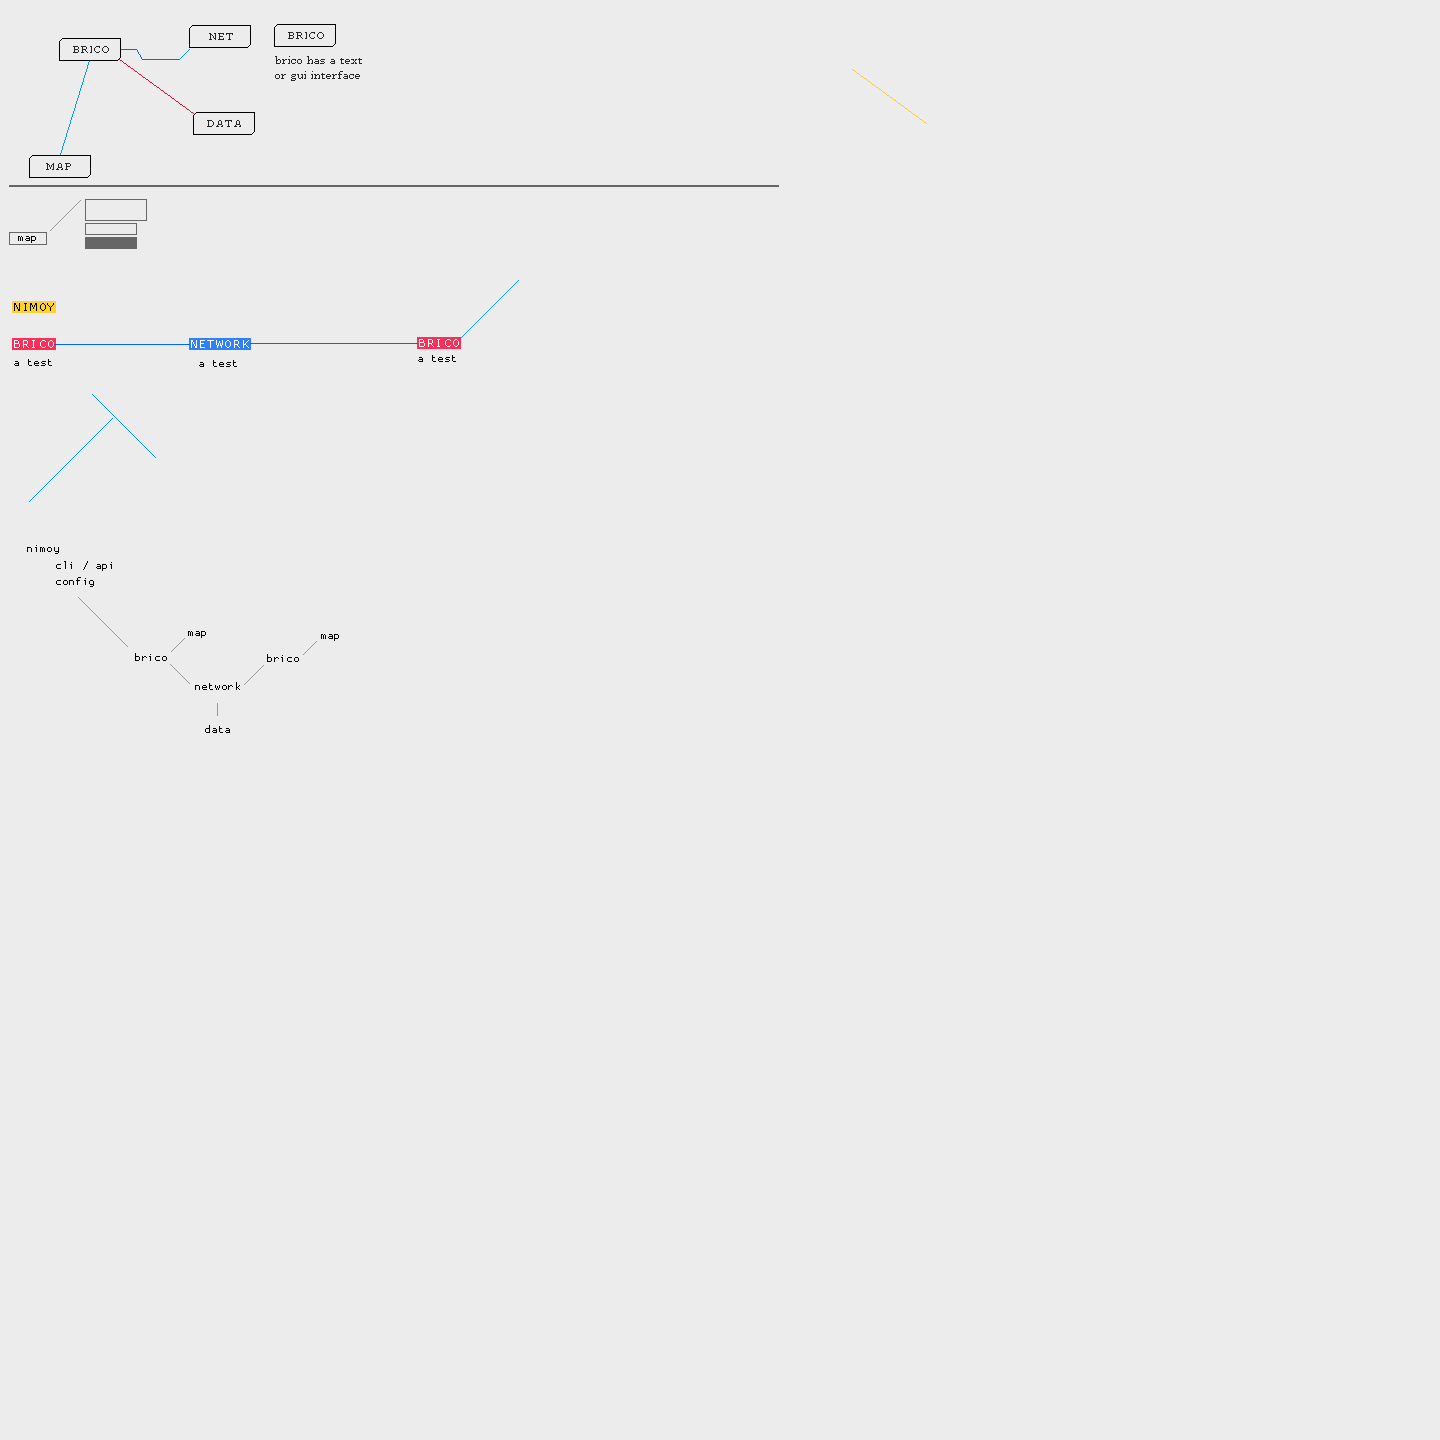 BRICO
NET
BRICO
brico has a text
or gui interface
DATA
MAP
map
NIMOY
BRICO
NETWORK
BRICO
a test
a test
a test
nimoy
cli / api
config
map
map
brico
brico
network
data